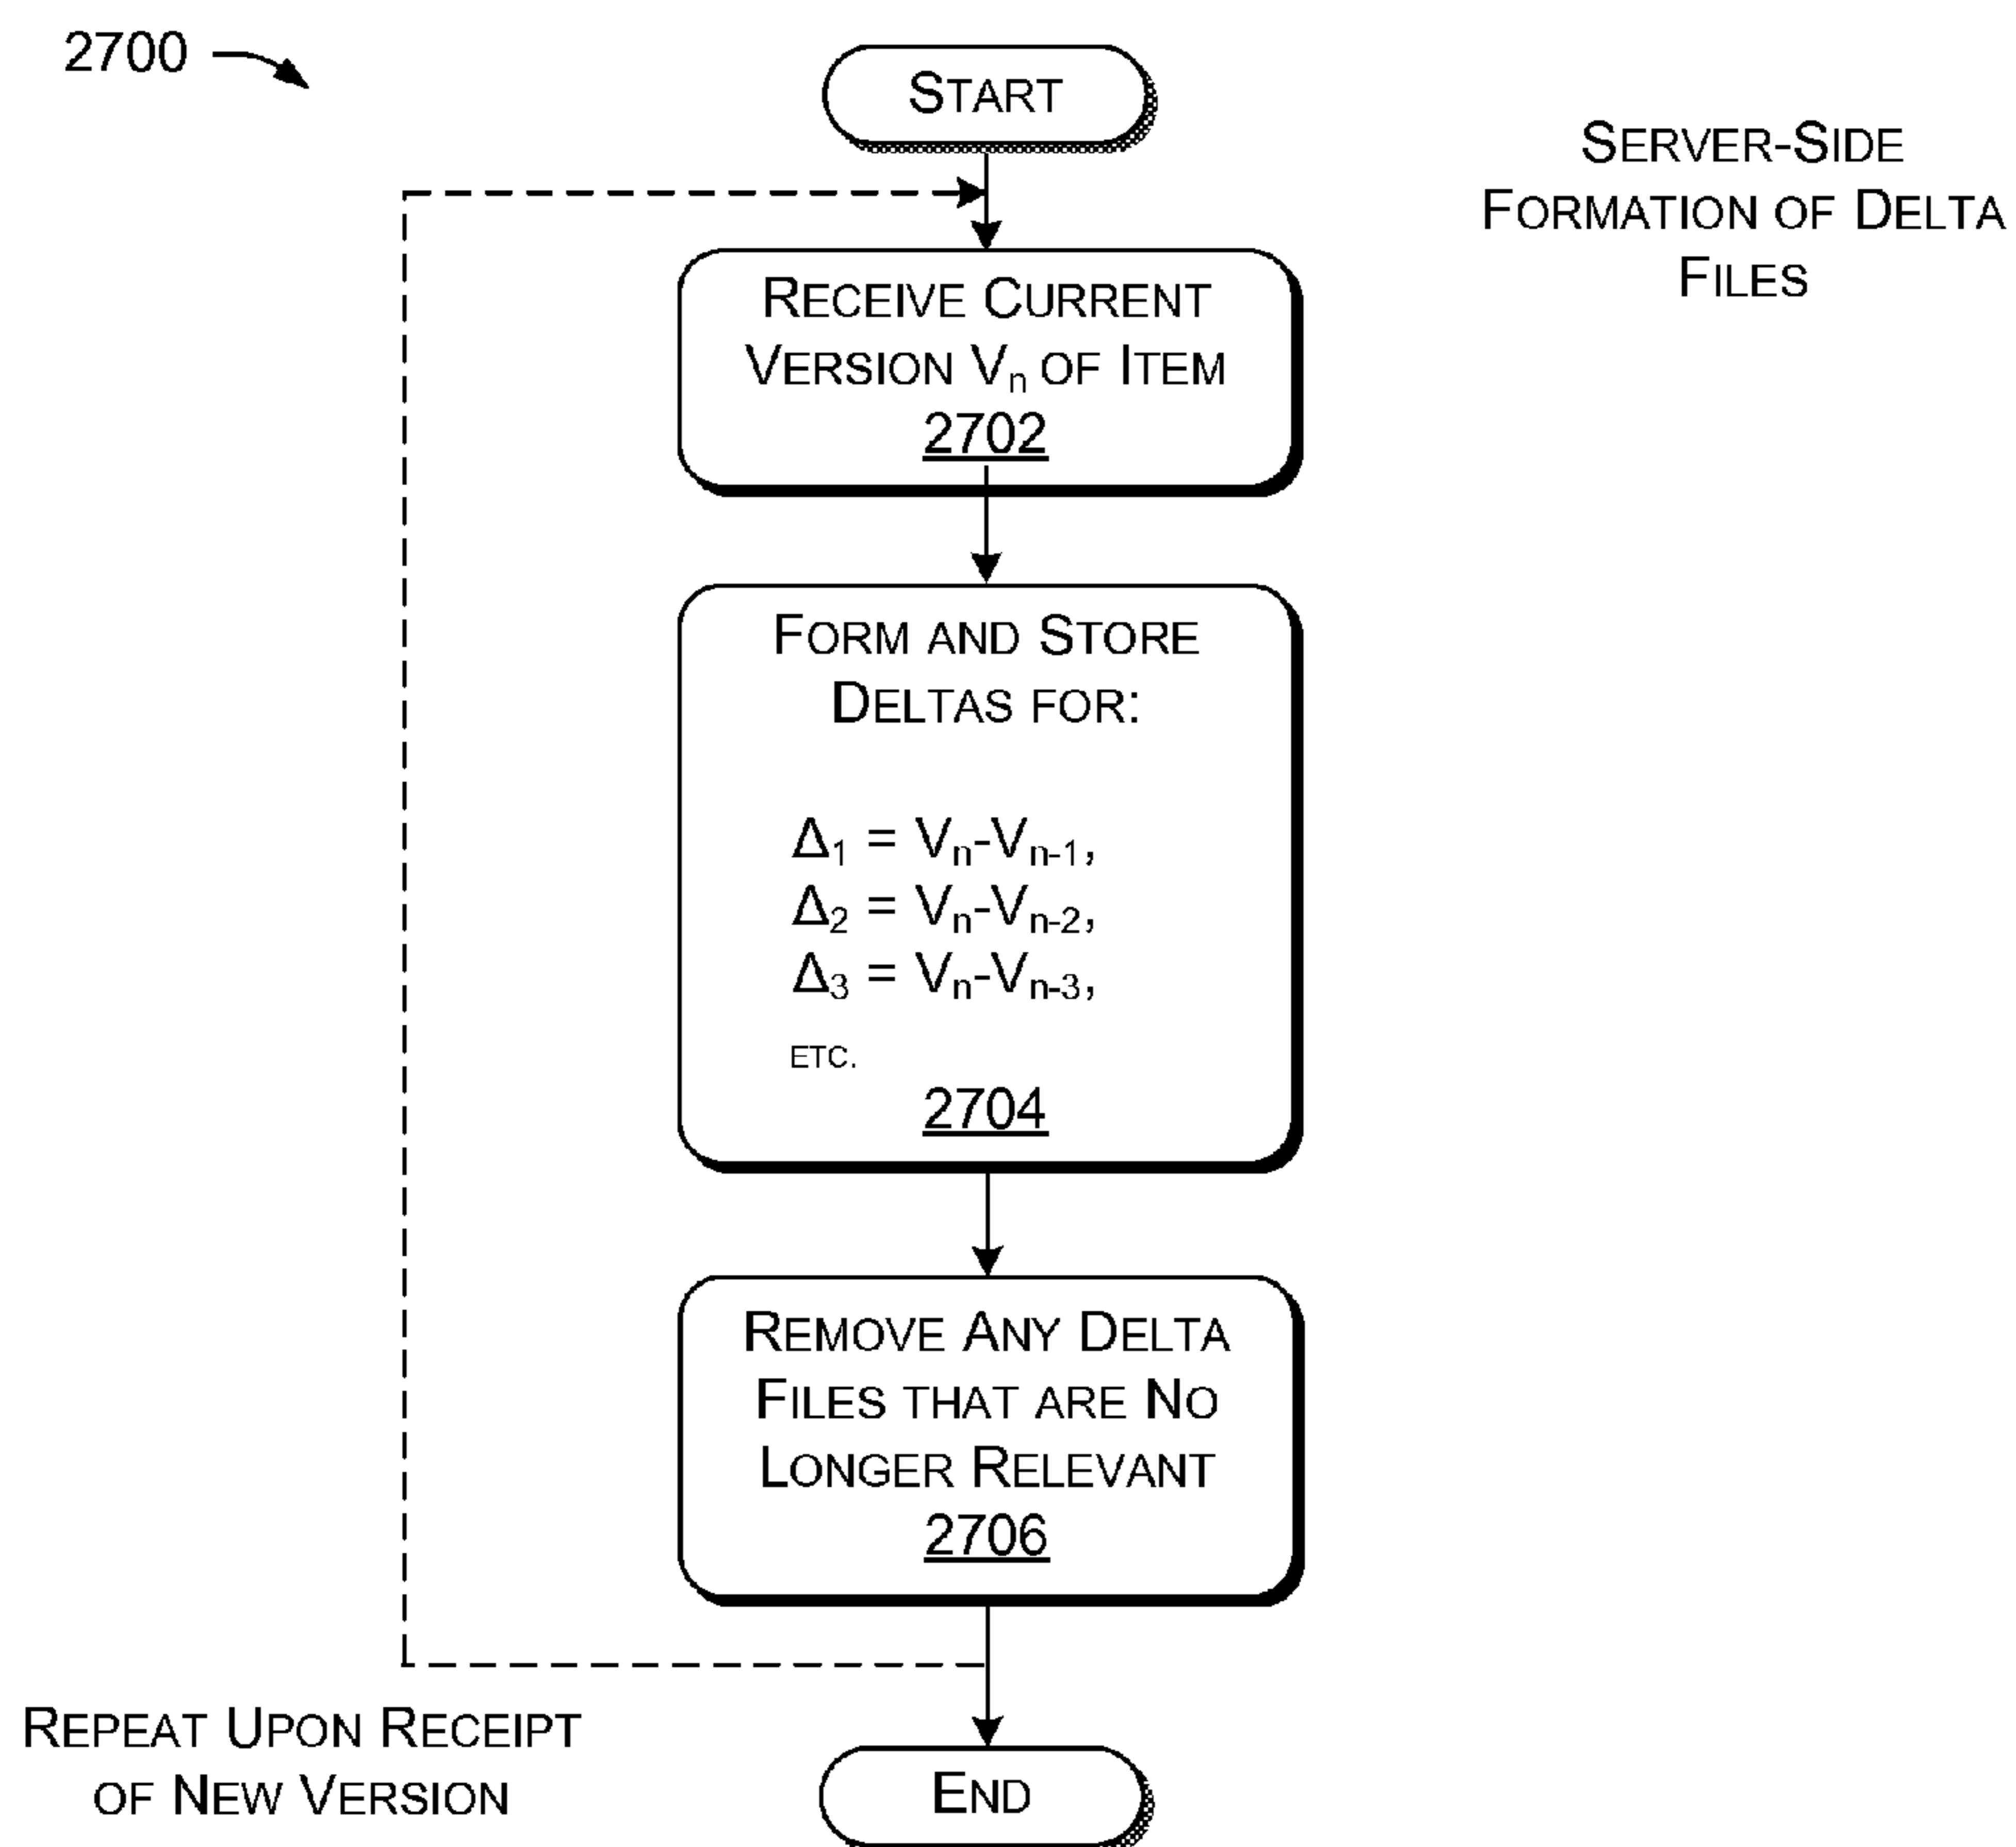 2700
START
SERVER-SIDE
FORMATION OF DELTA
FILES
RECEIVE CURRENT
VERSION Vn OF ITEM
2702
FORM AND STORE
DELTAS FOR:
Δ1 = Vn-Vn-1,
Δ2 = Vn-Vn-2,
Δ3 = Vn-Vn-3,
ETC.
2704
REMOVE ANY DELTA
FILES THAT ARE NO
LONGER RELEVANT
2706
REPEAT UPON RECEIPT
OF NEW VERSION
END